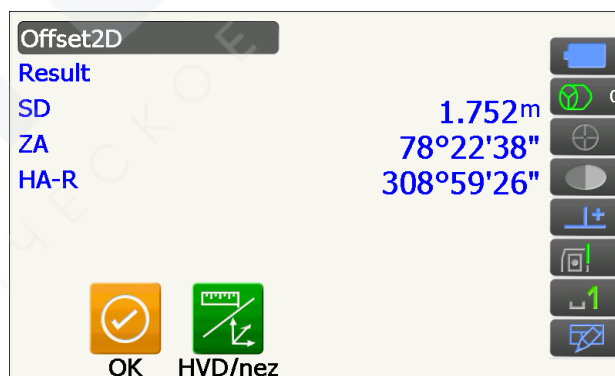 Offset2D
Result
SD 1.752m
ZA 78°22'38"
HA-R 308°59'26"
OK HVD/nez